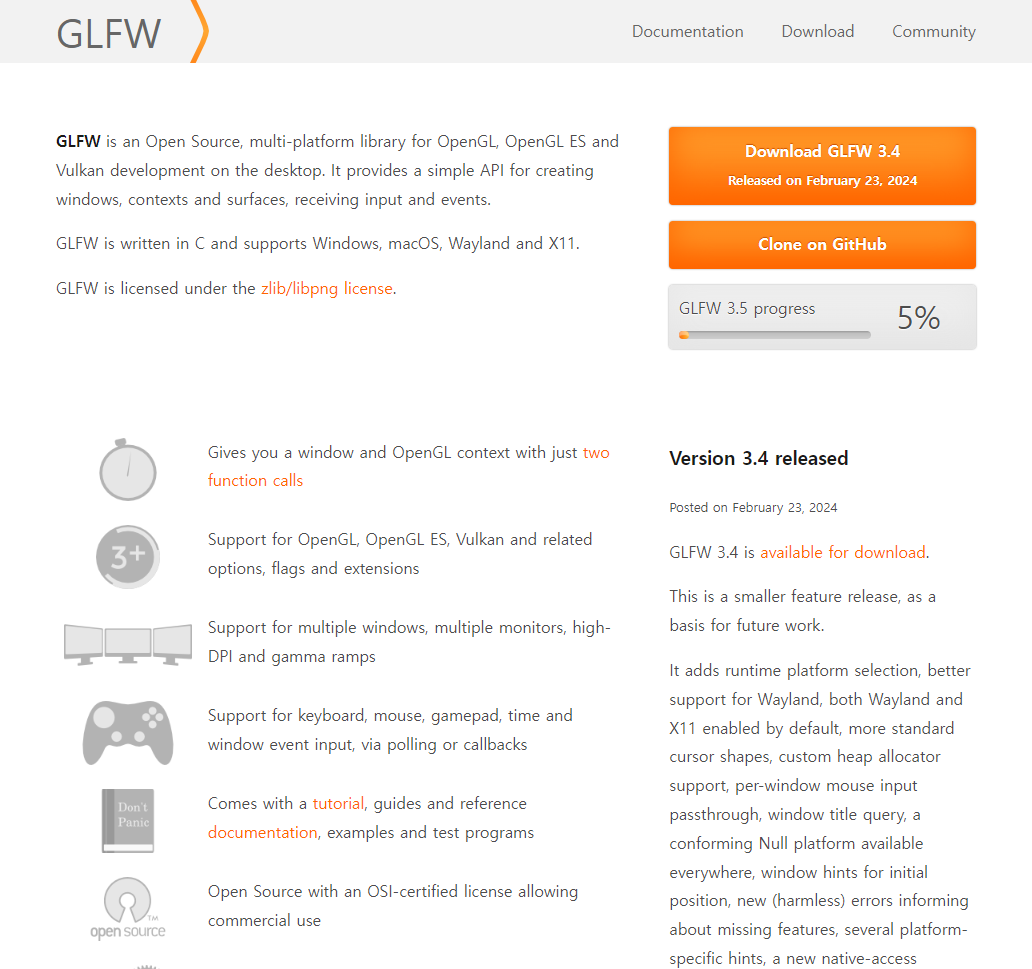 GLFW
Documentation
Download
Community
GLFW is an Open Source, multi-platform library for OpenGL, OpenGL ES and
Vulkan development on the desktop. It provides a simple API for creating
windows, contexts and surfaces, receiving input and events.
GLFW is written in C and supports Windows, macOS, Wayland and X11.
GLFW is licensed under the zlib/libpng license.
Download GLFW 3.4
Released on February 23, 2024
Clone on GitHub
GLFW 3.5 progress
5%
Gives you a window and OpenGL context with just two
function calls
3+
Support for OpenGL, OpenGL ES, Vulkan and related
options, flags and extensions
Support for multiple windows, multiple monitors, high-
DPI and gamma ramps
Support for keyboard, mouse, gamepad, time and
window event input, via polling or callbacks
Don't
Panic
Comes with a tutorial, guides and reference
documentation, examples and test programs
open source
TM
Open Source with an OSI-certified license allowing
commercial use
Version 3.4 released
Posted on February 23, 2024
GLFW 3.4 is available for download.
This is a smaller feature release, as a
basis for future work.
It adds runtime platform selection, better
support for Wayland, both Wayland and
X11 enabled by default, more standard
cursor shapes, custom heap allocator
support, per-window mouse input
passthrough, window title query, a
conforming Null platform available
everywhere, window hints for initial
position, new (harmless) errors informing
about missing features, several platform-
specific hints, a new native-access